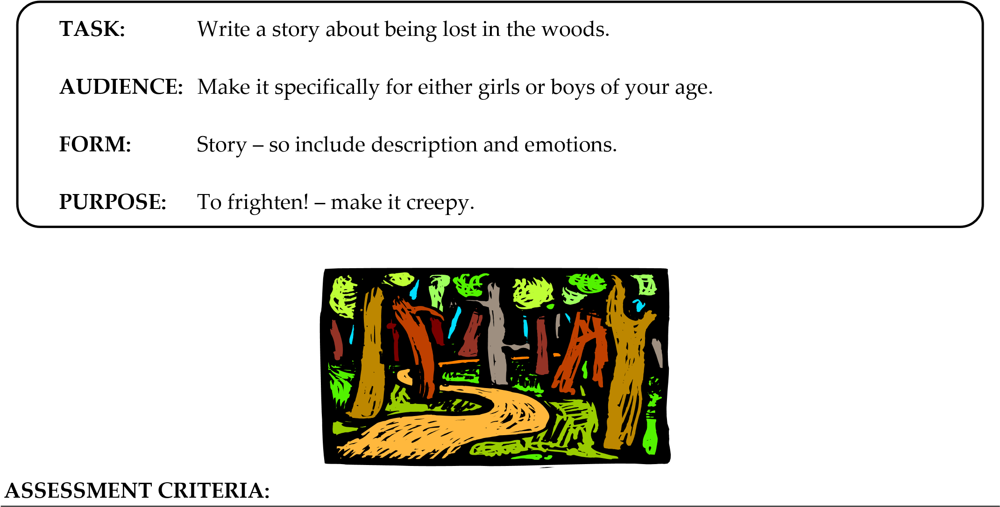 TASK: Write a story about being lost in the woods.
AUDIENCE: Make it specifically for either girls or boys of your age.
FORM: Story – so include description and emotions.
PURPOSE: To frighten! – make it creepy.
ASSESSMENT CRITERIA: